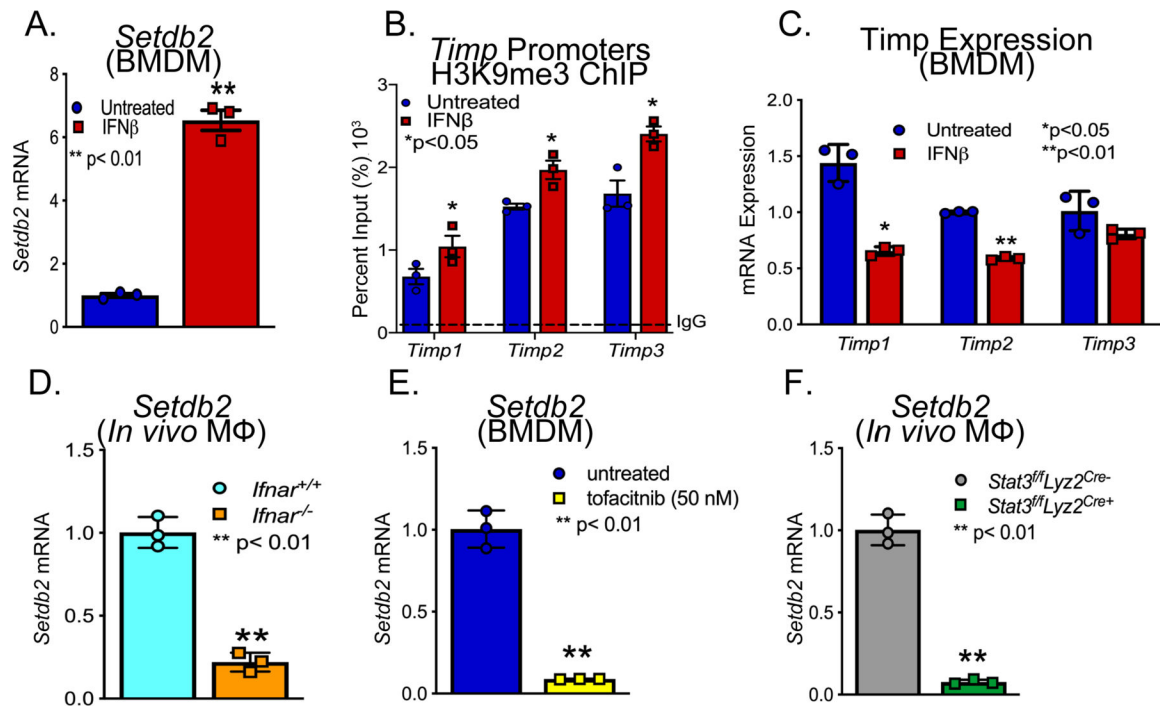 A.
Setdb2
(BMDM)
Setdb2 mRNA
8
6
4
2
0
Untreated
IFNβ
** p< 0.01
**
B.
Timp Promoters
H3K9me3 ChIP
Percent Input (%) 10³
3
2
1
0
Untreated
IFNβ
*p<0.05
*
*
*
IgG
Timp1
Timp2
Timp3
C.
Timp Expression
(BMDM)
mRNA Expression
2.0
1.5
1.0
0.5
0.0
Untreated
IFNβ
*p<0.05
**p<0.01
*
**
Timp1
Timp2
Timp3
D.
Setdb2
(In vivo MΦ)
Setdb2 mRNA
1.5
1.0
0.5
0.0
Ifnar+/+
Ifnar-/-
** p< 0.01
**
E.
Setdb2
(BMDM)
Setdb2 mRNA
1.5
1.0
0.5
0.0
untreated
tofacitnib (50 nM)
** p< 0.01
**
F.
Setdb2
(In vivo MΦ)
Setdb2 mRNA
1.5
1.0
0.5
0.0
Stat3f/fLyz2Cre-
Stat3f/fLyz2Cre+
** p< 0.01
**